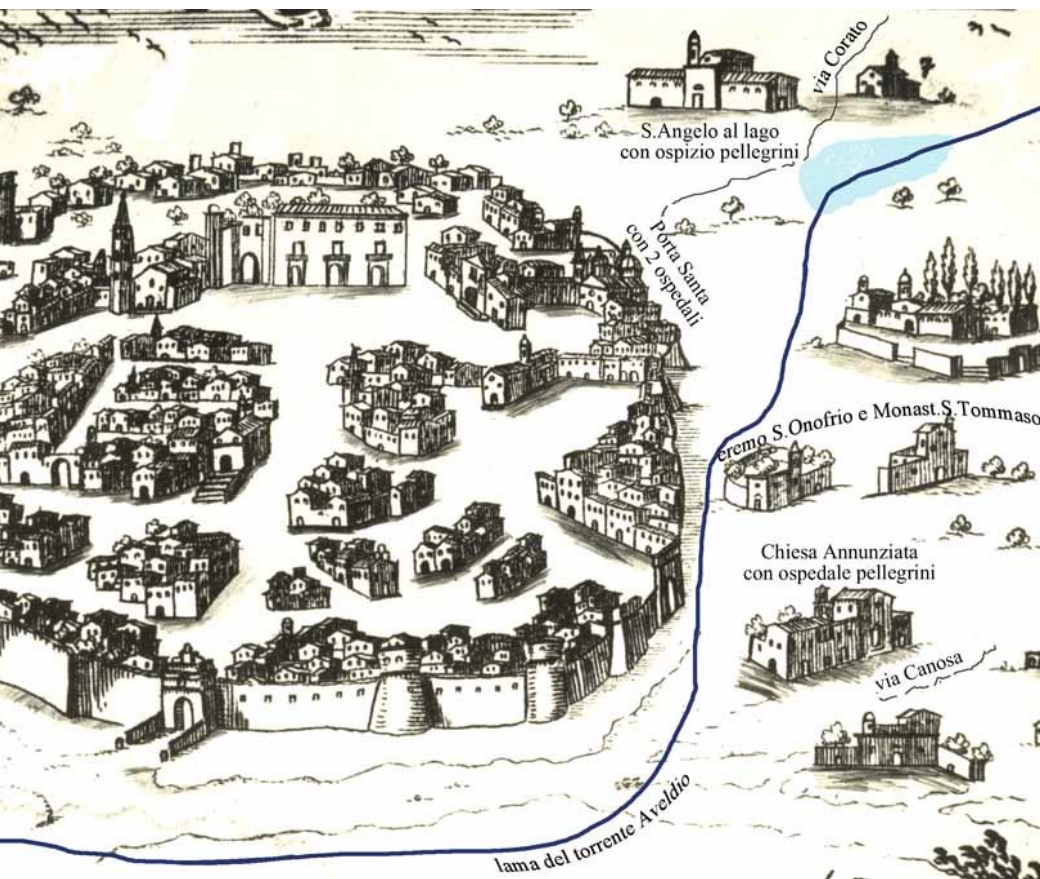 via Corato
S.Angelo al lago
con ospizio pellegrini
Porta Santa
con 2 ospedali
eremo S.Onofrio e Monast.S.Tommaso
Chiesa Annunziata
con ospedale pellegrini
via Canosa
lama del torrente Aveldio